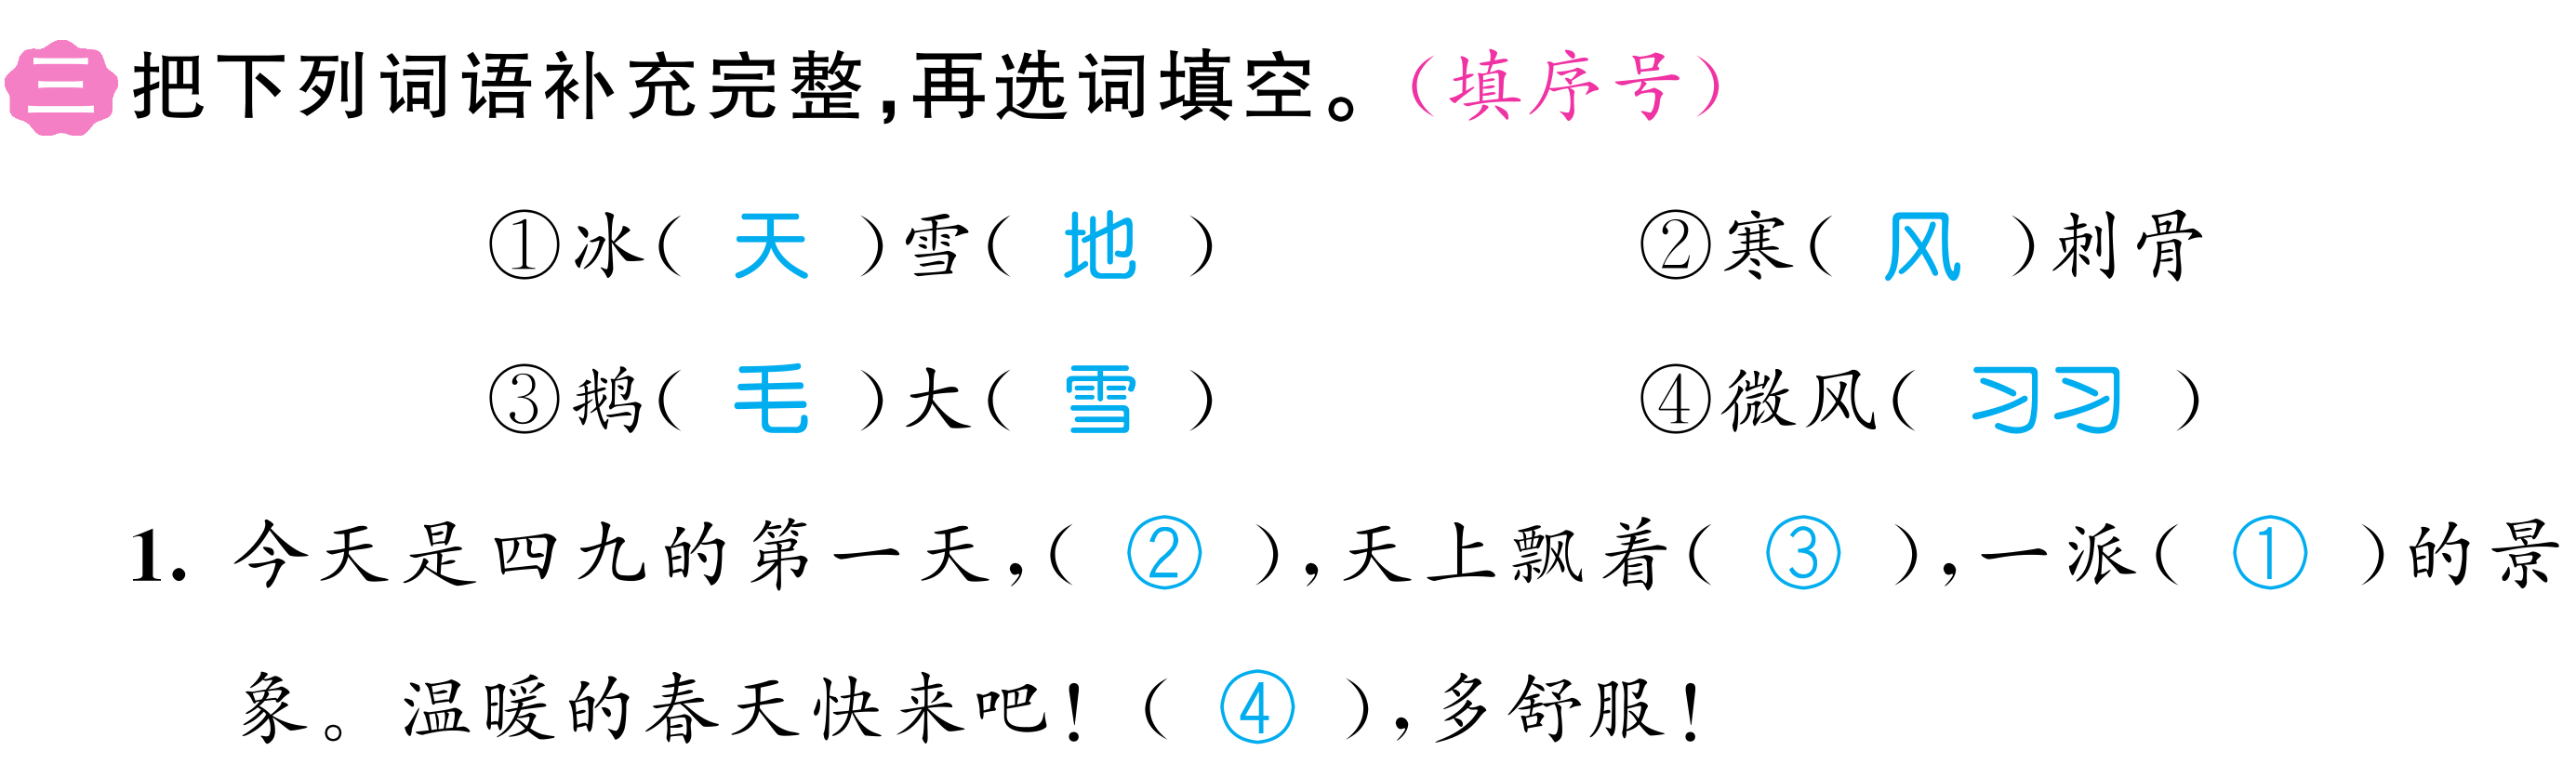 三 把下列词语补充完整,再选词填空。(填序号)
①冰( 天 )雪( 地 ) ②寒( 风 )刺骨
③鹅( 毛 )大( 雪 ) ④微风( 习习 )
1. 今天是四九的第一天,( ② ),天上飘着( ③ ),一派( ① )的景
象。温暖的春天快来吧!( ④ ),多舒服!